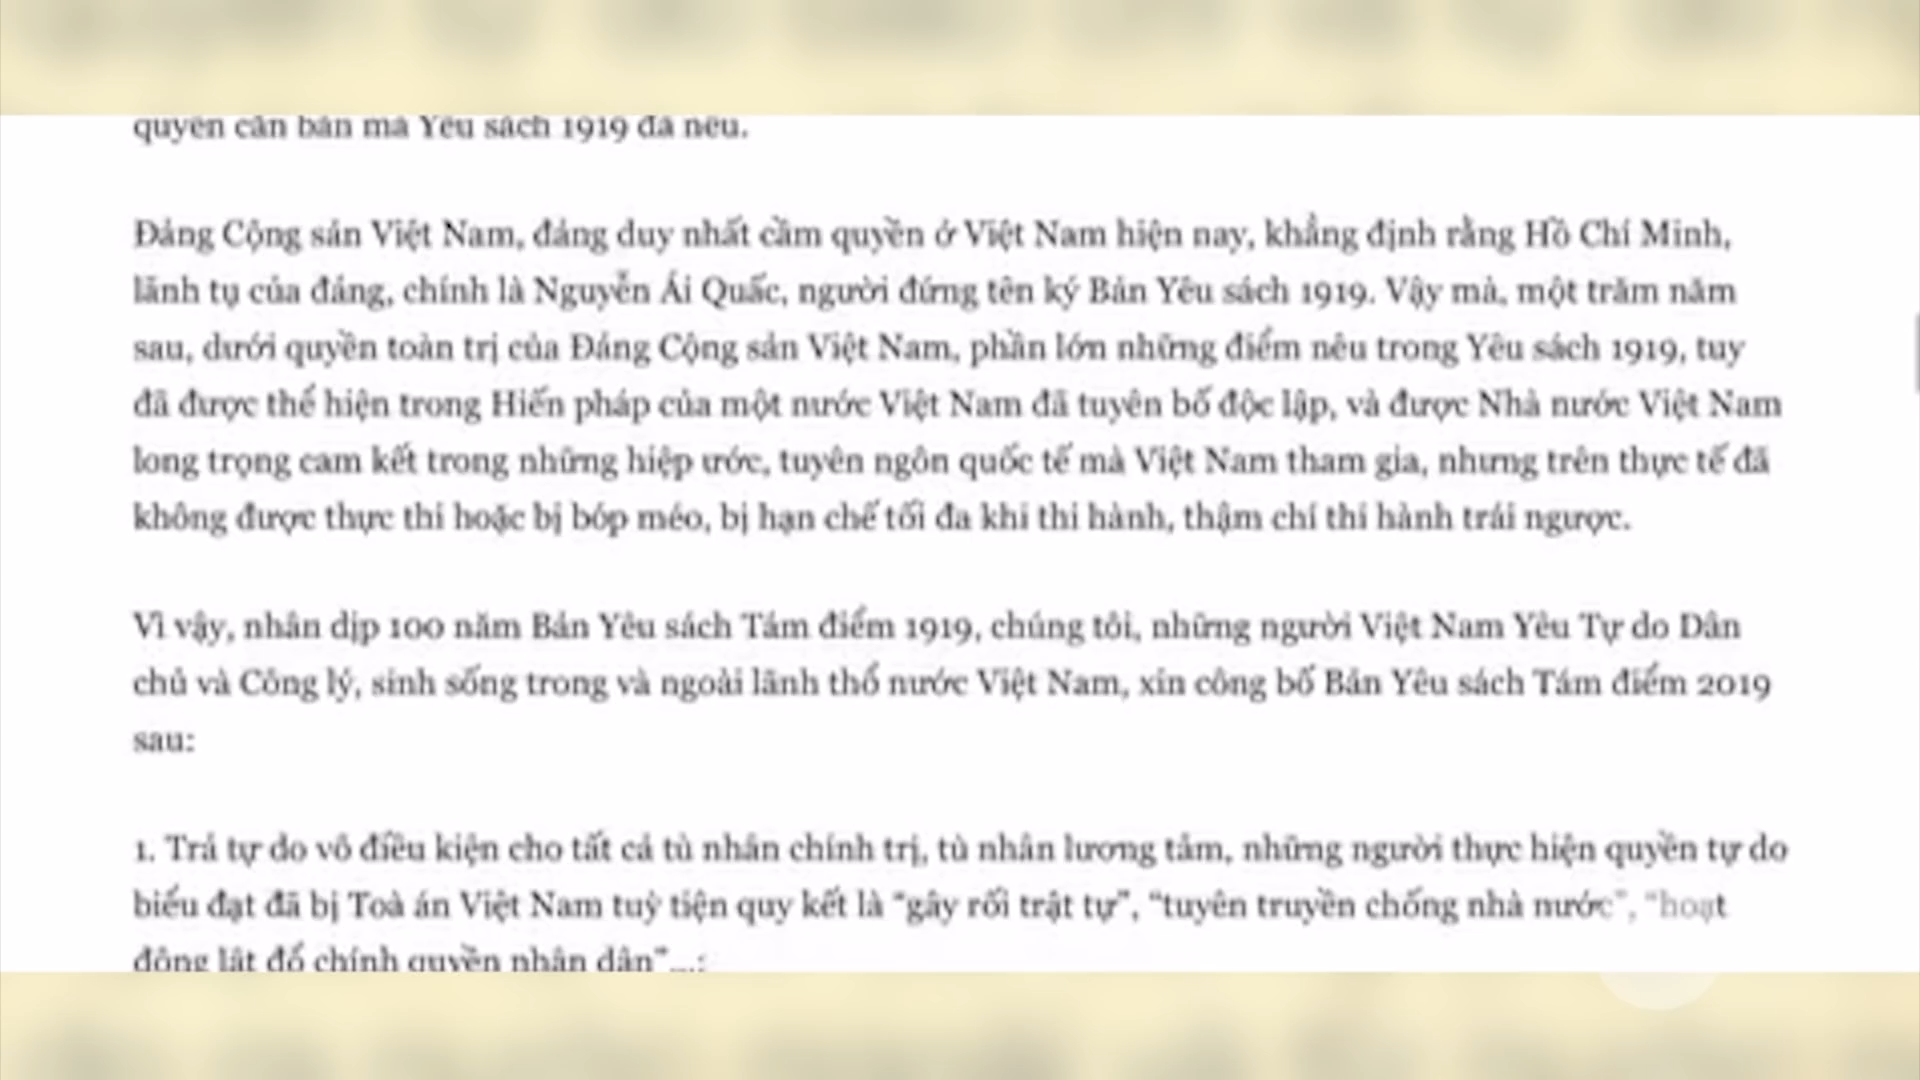 quyền căn bản mà Yêu sách 1919 đã nêu.
Đảng Cộng sản Việt Nam, đảng duy nhất cầm quyền ở Việt Nam hiện nay, khẳng định rằng Hồ Chí Minh,
lãnh tụ của đảng, chính là Nguyễn Ái Quấc, người đứng tên ký Bản Yêu sách 1919. Vậy mà, một trăm năm
sau, dưới quyền toàn trị của Đảng Cộng sản Việt Nam, phần lớn những điểm nêu trong Yêu sách 1919, tuy
đã được thể hiện trong Hiến pháp của một nước Việt Nam đã tuyên bố độc lập, và được Nhà nước Việt Nam
long trọng cam kết trong những hiệp ước, tuyên ngôn quốc tế mà Việt Nam tham gia, nhưng trên thực tế đã
không được thực thi hoặc bị bóp méo, bị hạn chế tối đa khi thi hành, thậm chí thi hành trái ngược.
Vì vậy, nhân dịp 100 năm Bản Yêu sách Tám điểm 1919, chúng tôi, những người Việt Nam Yêu Tự do Dân
chủ và Công lý, sinh sống trong và ngoài lãnh thổ nước Việt Nam, xin công bố Bản Yêu sách Tám điểm 2019
sau:
1. Trả tự do vô điều kiện cho tất cả tù nhân chính trị, tù nhân lương tâm, những người thực hiện quyền tự do
biểu đạt đã bị Toà án Việt Nam tuỳ tiện quy kết là “gây rối trật tự”, “tuyên truyền chống nhà nước”, “hoạt
động lật đổ chính quyền nhân dân”...;